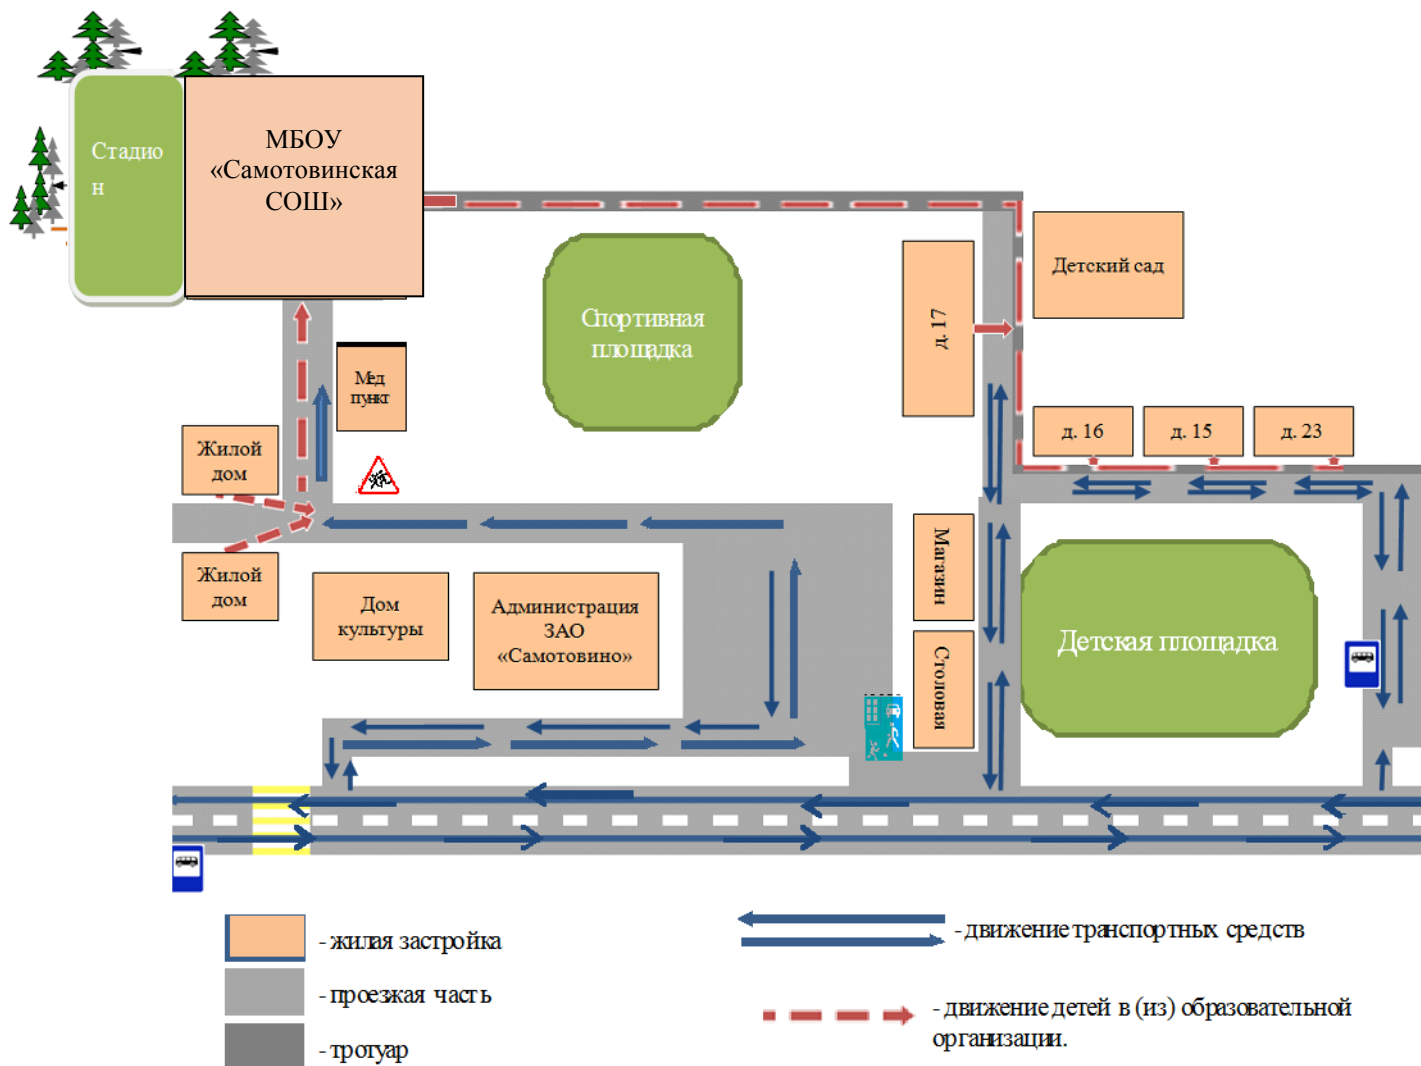 МБОУ
«Самотовинская
СОШ»
Стадио
н
Детский сад
д. 17
Спортивная
площадка
Мед
пункт
д. 16
д. 15
д. 23
Жилой
дом
Жилой
дом
Магазин
Дом
культуры
Администрация
ЗАО
«Самотовино»
Столовая
Детская площадка
- жилая застройка
- движение транспортных средств
- проезжая часть
- движение детей в (из) образовательной
организации.
- тротуар